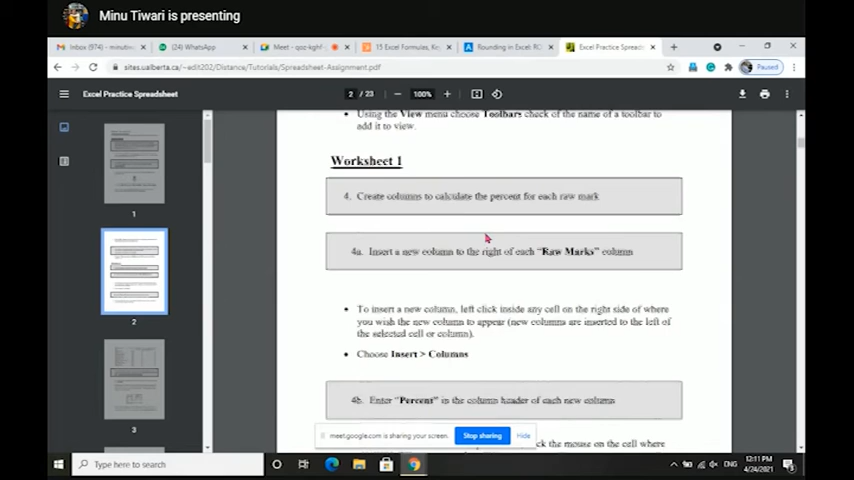 Minu Tiwari is presenting
Inbox (974) - minutiw
(24) WhatsApp
Meet - qoz-kghf-
15 Excel Formulas, Ke
Rounding in Excel: RO
Excel Practice Spreads
sites.ualberta.ca/~edit202/Distance/Tutorials/Spreadsheet-Assignment.pdf
Paused
Excel Practice Spreadsheet
2 / 23
100%
Using the View menu choose Toolbars check of the name of a toolbar to
add it to view.
Worksheet 1
4. Create columns to calculate the percent for each raw mark
4a. Insert a new column to the right of each “Raw Marks” column
• To insert a new column, left click inside any cell on the right side of where
you wish the new column to appear (new columns are inserted to the left of
the selected cell or column).
• Choose Insert > Columns
4b. Enter “Percent” in the column header of each new column
ck the mouse on the cell where
1
2
3
meet.google.com is sharing your screen.
Stop sharing
Hide
Type here to search
ENG
12:11 PM
4/24/2021